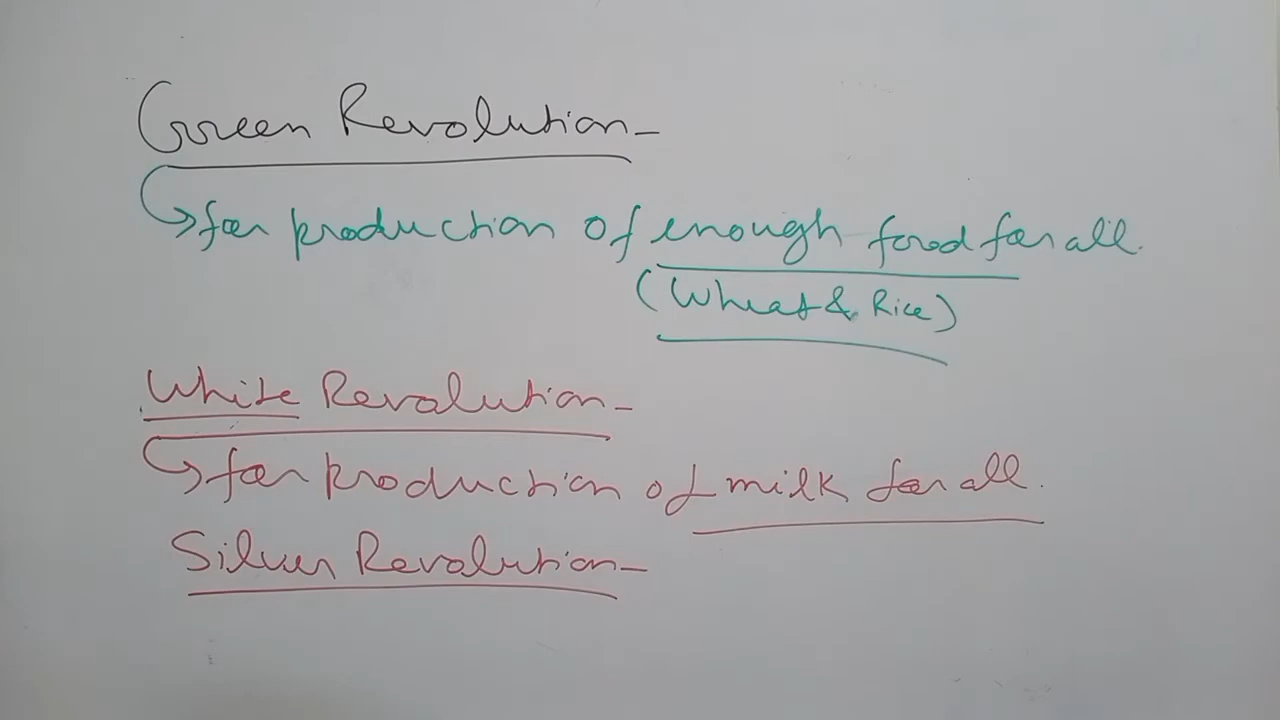 Green Revolution-
for production of enough food for all.
(Wheat & Rice)
White Revolution-
for production of milk for all.
Silver Revolution-